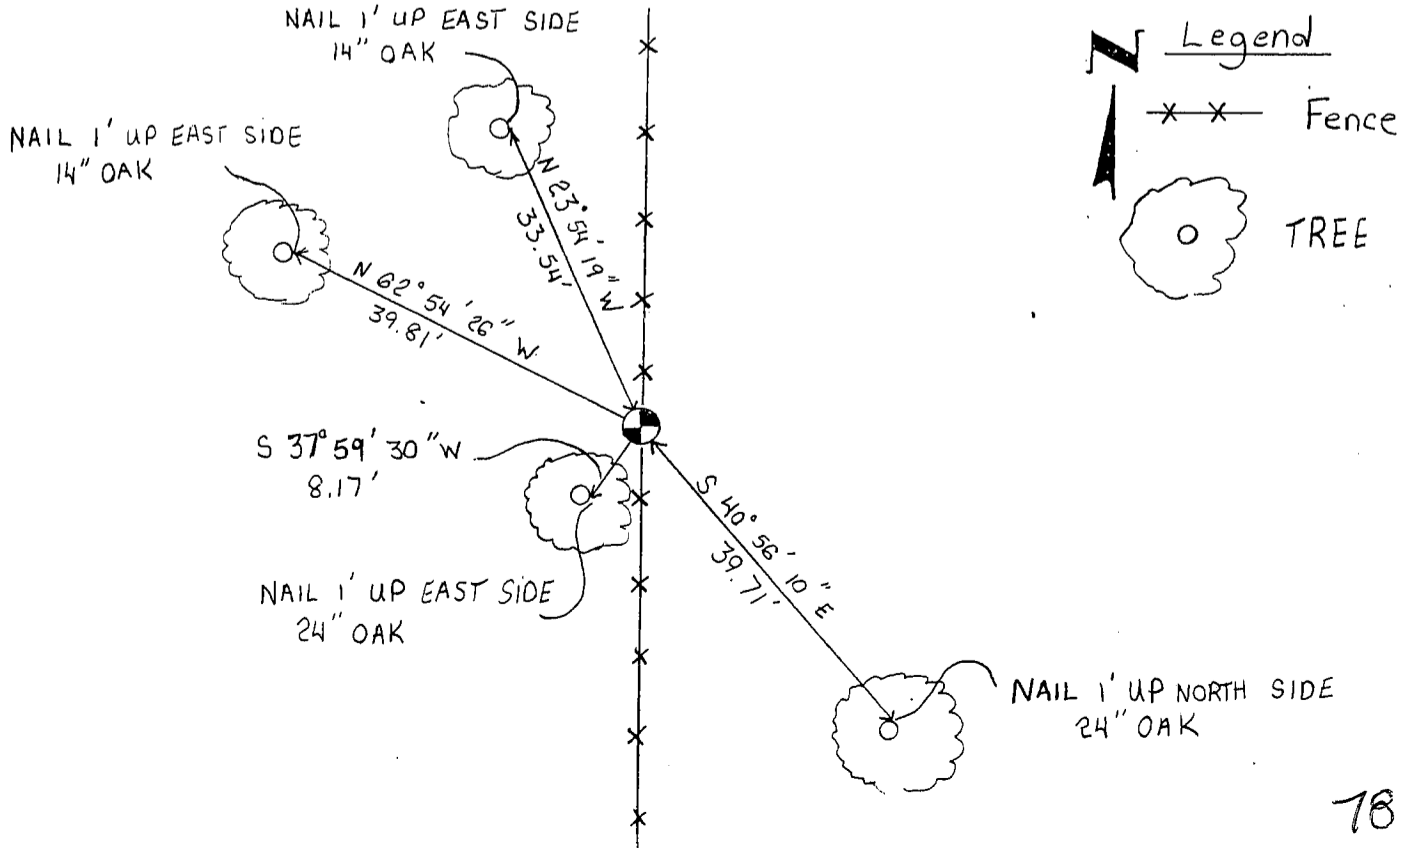 NAIL 1' UP EAST SIDE
14" OAK
NAIL 1' UP EAST SIDE
14" OAK
N 23° 54' 19" W
33.54'
N 62° 54' 26" W
39.81'
S 37° 59' 30" W
8.17'
NAIL 1' UP EAST SIDE
24" OAK
S 40° 56' 10" E
39.71'
NAIL 1' UP NORTH SIDE
24" OAK
N
Legend
Fence
TREE
78